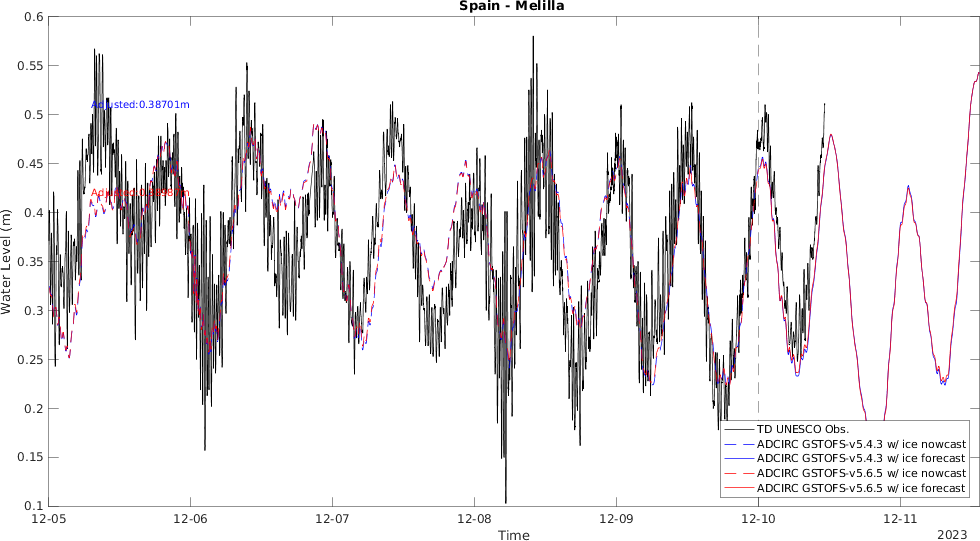 Spain - Melilla
0.6
0.55
0.5
0.45
0.4
0.35
0.3
0.25
0.2
0.15
0.1
Water Level (m)
Adjusted:0.38701m
TD UNESCO Obs.
ADCIRC GSTOFS-v5.4.3 w/ ice nowcast
ADCIRC GSTOFS-v5.4.3 w/ ice forecast
ADCIRC GSTOFS-v5.6.5 w/ ice nowcast
ADCIRC GSTOFS-v5.6.5 w/ ice forecast
12-05 12-06 12-07 12-08 12-09 12-10 12-11
Time
2023